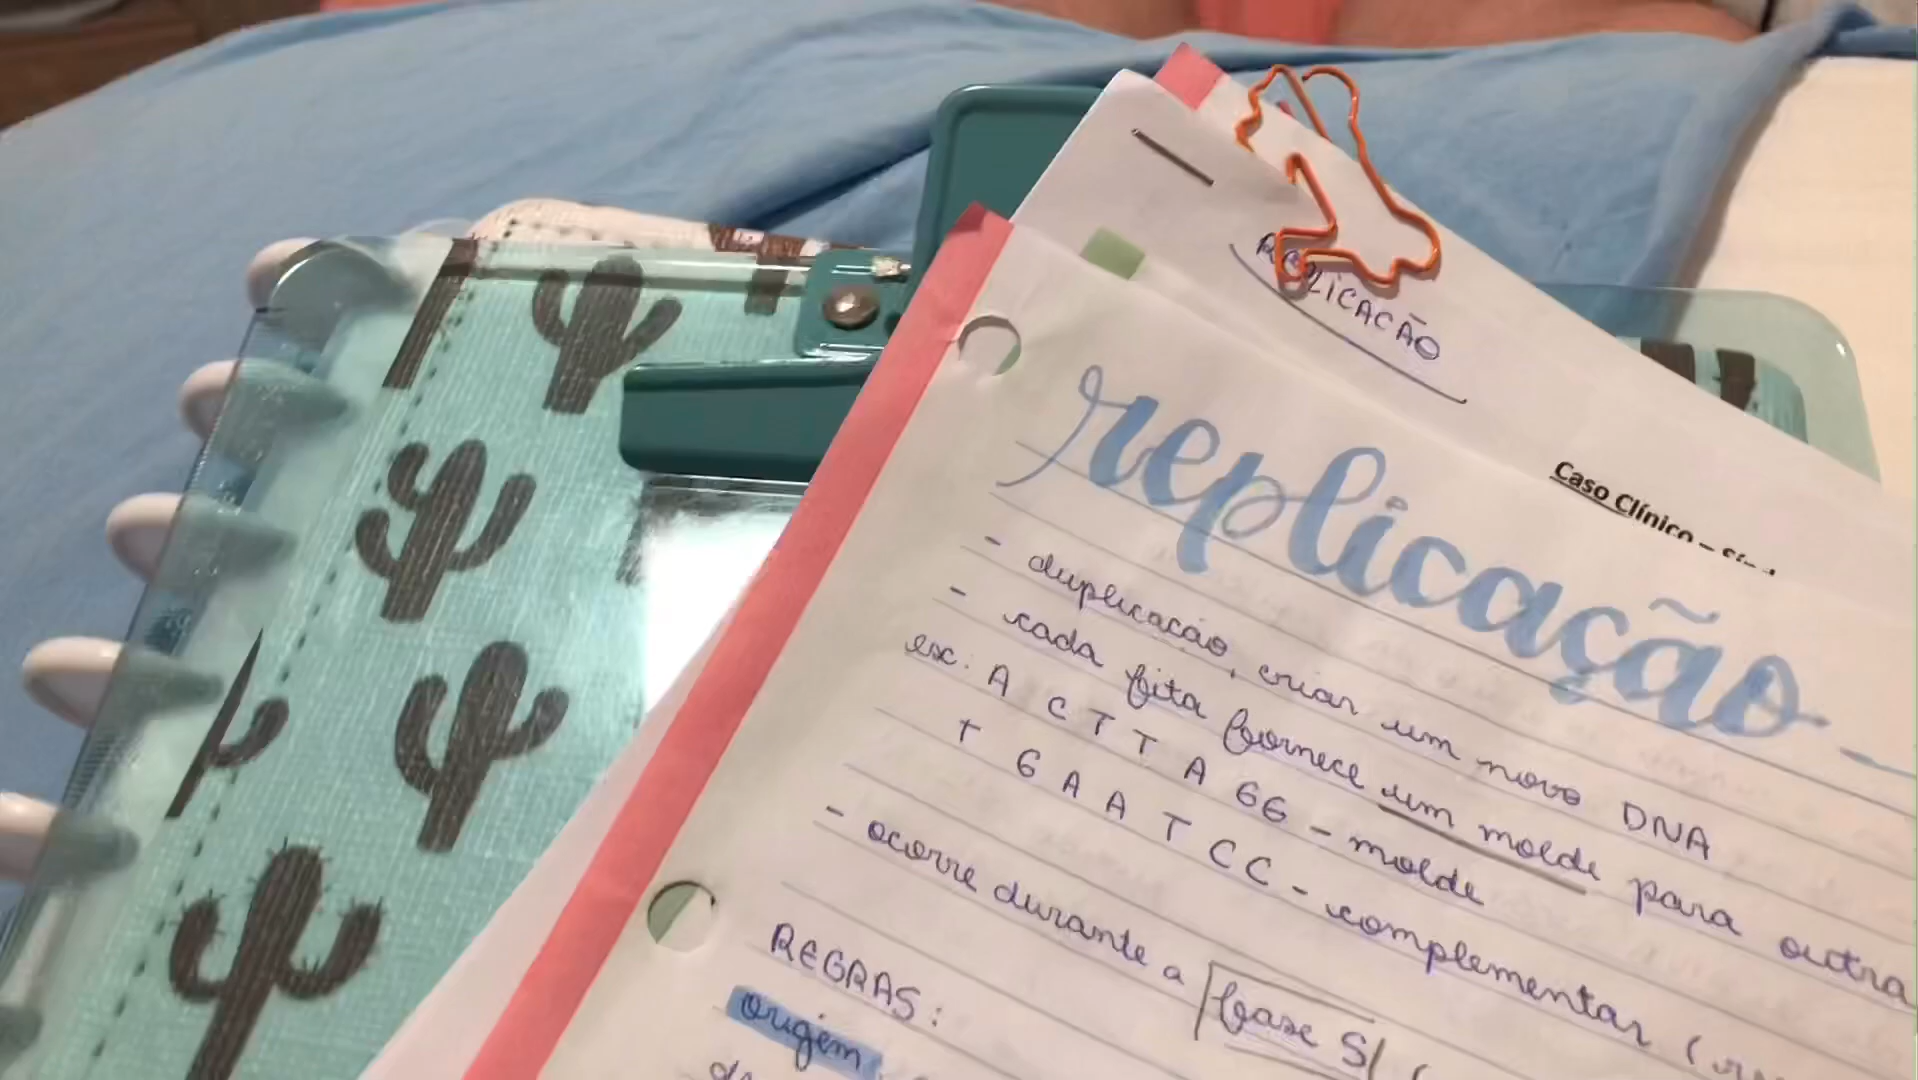 REPLICAÇÃO
Caso Clínico –
replicação
- duplicação, criar um novo DNA
- cada fita fornece um molde para outra
ex: A C T T A G G - molde
T G A A T C C - complementar (
- ocorre durante a fase S (
REGRAS:
origem